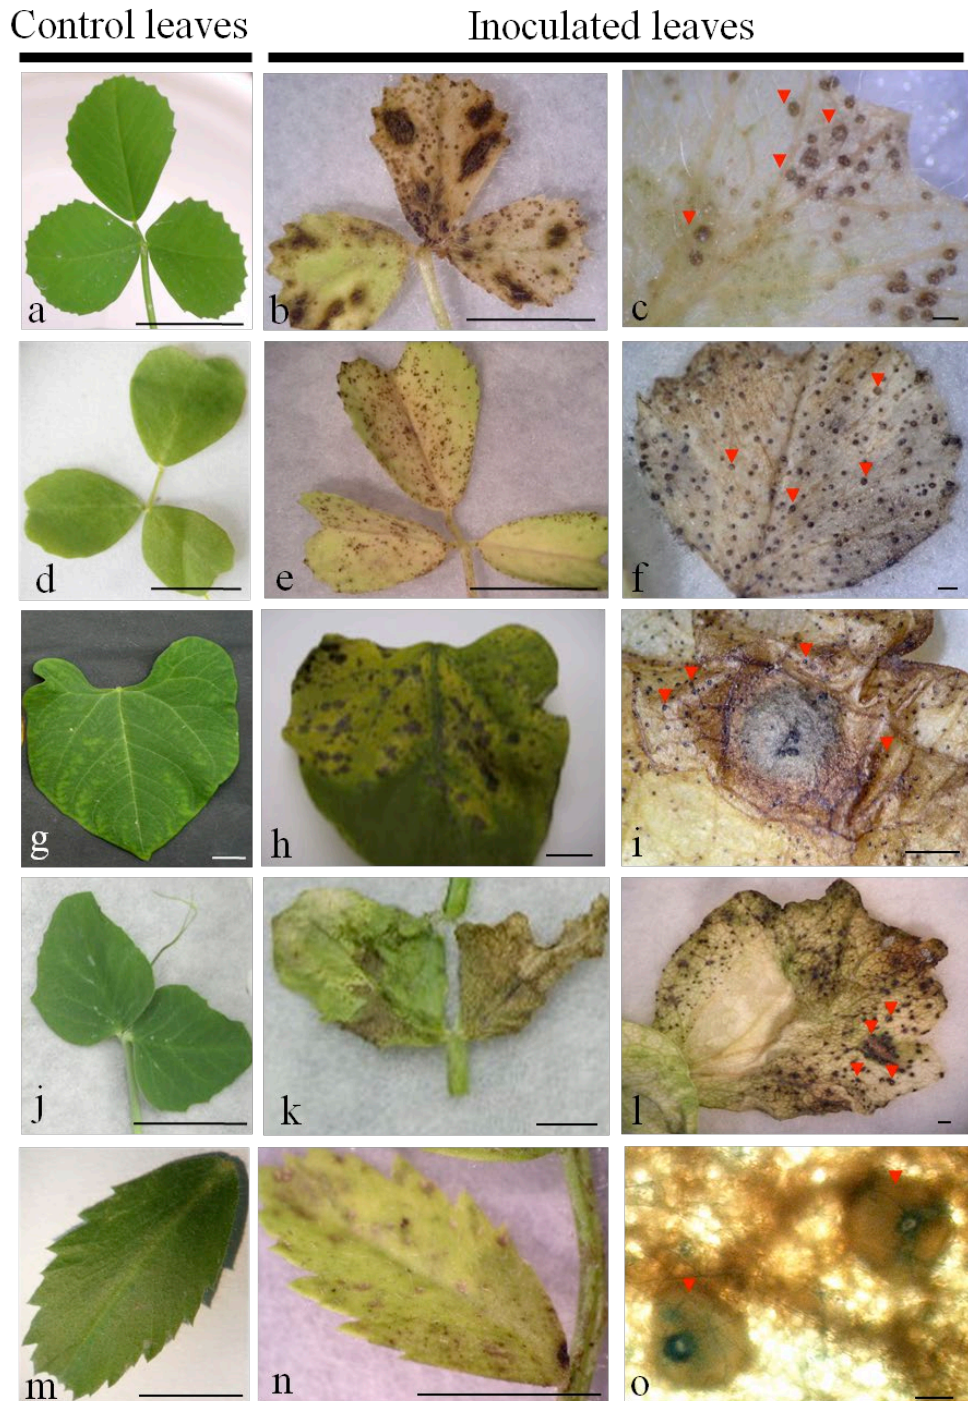 Control leaves Inoculated leaves
a b c
d e f
g h i
j k l
m n o